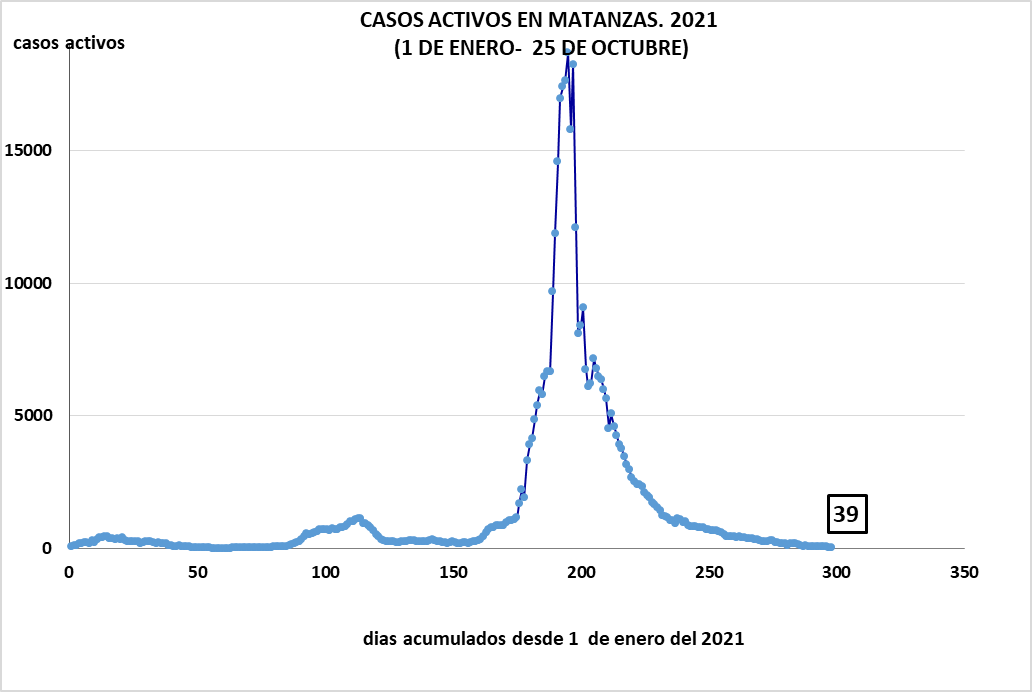 CASOS ACTIVOS EN MATANZAS. 2021
(1 DE ENERO-  25 DE OCTUBRE)
casos activos
15000
10000
5000
0
39
0 50 100 150 200 250 300 350
dias acumulados desde 1  de enero del 2021